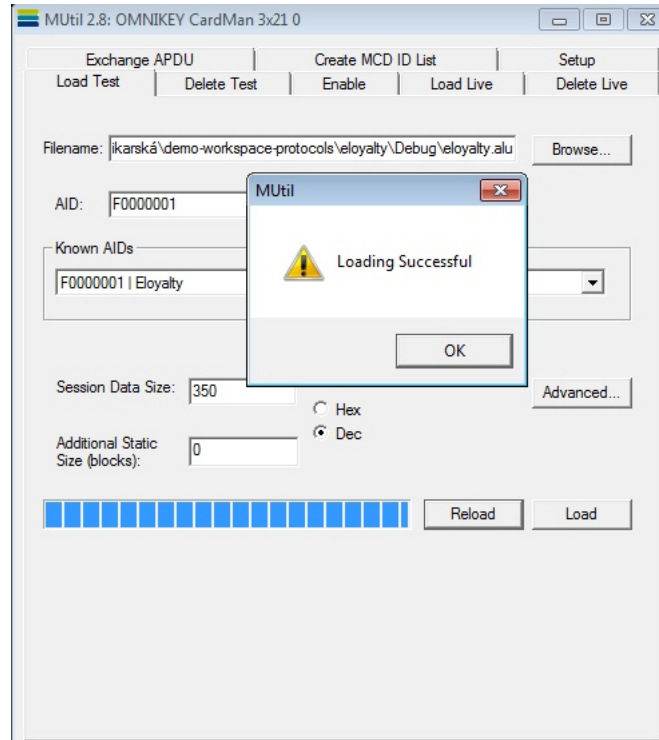 MUtil 2.8: OMNIKEY CardMan 3x21 0
Exchange APDU
Create MCD ID List
Setup
Load Test
Delete Test
Enable
Load Live
Delete Live
Filename:
ikarská\demo-workspace-protocols\eloyalty\Debug\eloyalty.alu
Browse...
AID:
F0000001
MUtil
Loading Successful
OK
Known AIDs
F0000001 | Eloyalty
Session Data Size:
350
Hex
Dec
Advanced...
Additional Static
Size (blocks):
0
Reload
Load